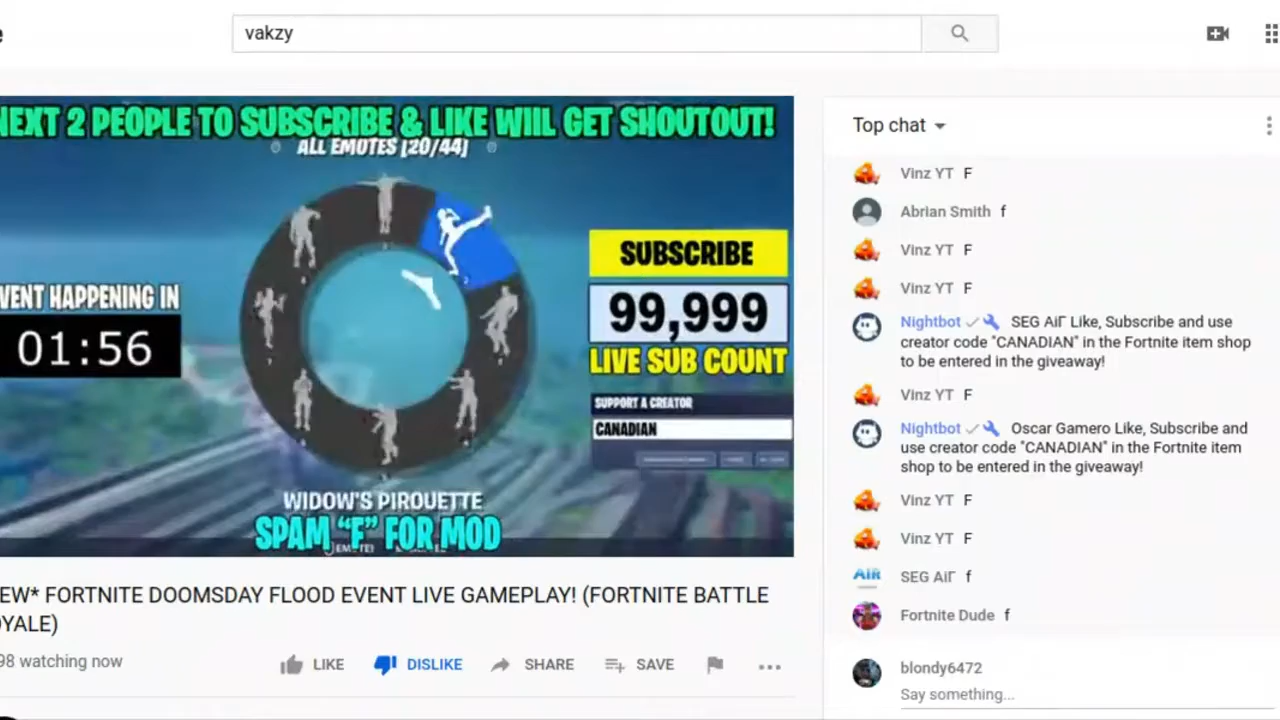 e
vakzy
NEXT 2 PEOPLE TO SUBSCRIBE & LIKE WIIL GET SHOUTOUT!
ALL EMOTES [20/44]
VENT HAPPENING IN
01:56
SUBSCRIBE
99,999
LIVE SUB COUNT
SUPPORT A CREATOR
CANADIAN
WIDOW'S PIROUETTE
SPAM "F" FOR MOD
EW* FORTNITE DOOMSDAY FLOOD EVENT LIVE GAMEPLAY! (FORTNITE BATTLE
OYALE)
98 watching now
LIKE
DISLIKE
SHARE
SAVE
Top chat
Vinz YT F
Abrian Smith f
Vinz YT F
Vinz YT F
Nightbot SEG AiΓ Like, Subscribe and use
creator code "CANADIAN" in the Fortnite item shop
to be entered in the giveaway!
Vinz YT F
Nightbot Oscar Gamero Like, Subscribe and
use creator code "CANADIAN" in the Fortnite item
shop to be entered in the giveaway!
Vinz YT F
Vinz YT F
AIR
SEG AiΓ f
Fortnite Dude f
blondy6472
Say something...